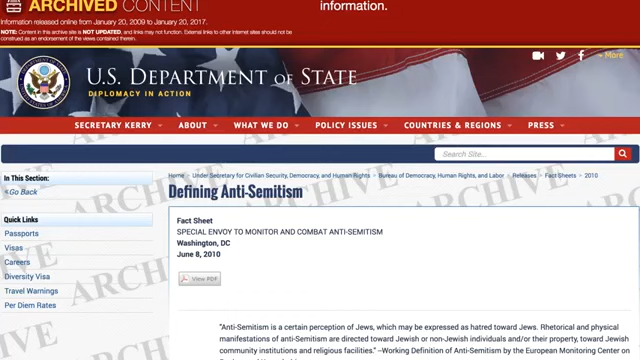 ARCHIVED CONTENT
information.
Information released online from January 20, 2009 to January 20, 2017.
NOTE: Content in this archive site is NOT UPDATED, and links may not function. External links to other Internet sites should not
be construed as an endorsement of the views contained therein.
» More
U.S. DEPARTMENT OF STATE
DIPLOMACY IN ACTION
SECRETARY KERRY ABOUT WHAT WE DO POLICY ISSUES COUNTRIES & REGIONS PRESS
Search Site...
In This Section:
«Go Back
Quick Links
Passports
Visas
Careers
Diversity Visa
Travel Warnings
Per Diem Rates
Home > Under Secretary for Civilian Security, Democracy, and Human Rights > Bureau of Democracy, Human Rights, and Labor > Releases > Fact Sheets > 2010
Defining Anti-Semitism
Fact Sheet
SPECIAL ENVOY TO MONITOR AND COMBAT ANTI-SEMITISM
Washington, DC
June 8, 2010
View PDF
"Anti-Semitism is a certain perception of Jews, which may be expressed as hatred toward Jews. Rhetorical and physical
manifestations of anti-Semitism are directed toward Jewish or non-Jewish individuals and/or their property, toward Jewish
community institutions and religious facilities." --Working Definition of Anti-Semitism by the European Monitoring Center on
ARCHIVE
ARCHIVE
ARCHIVE